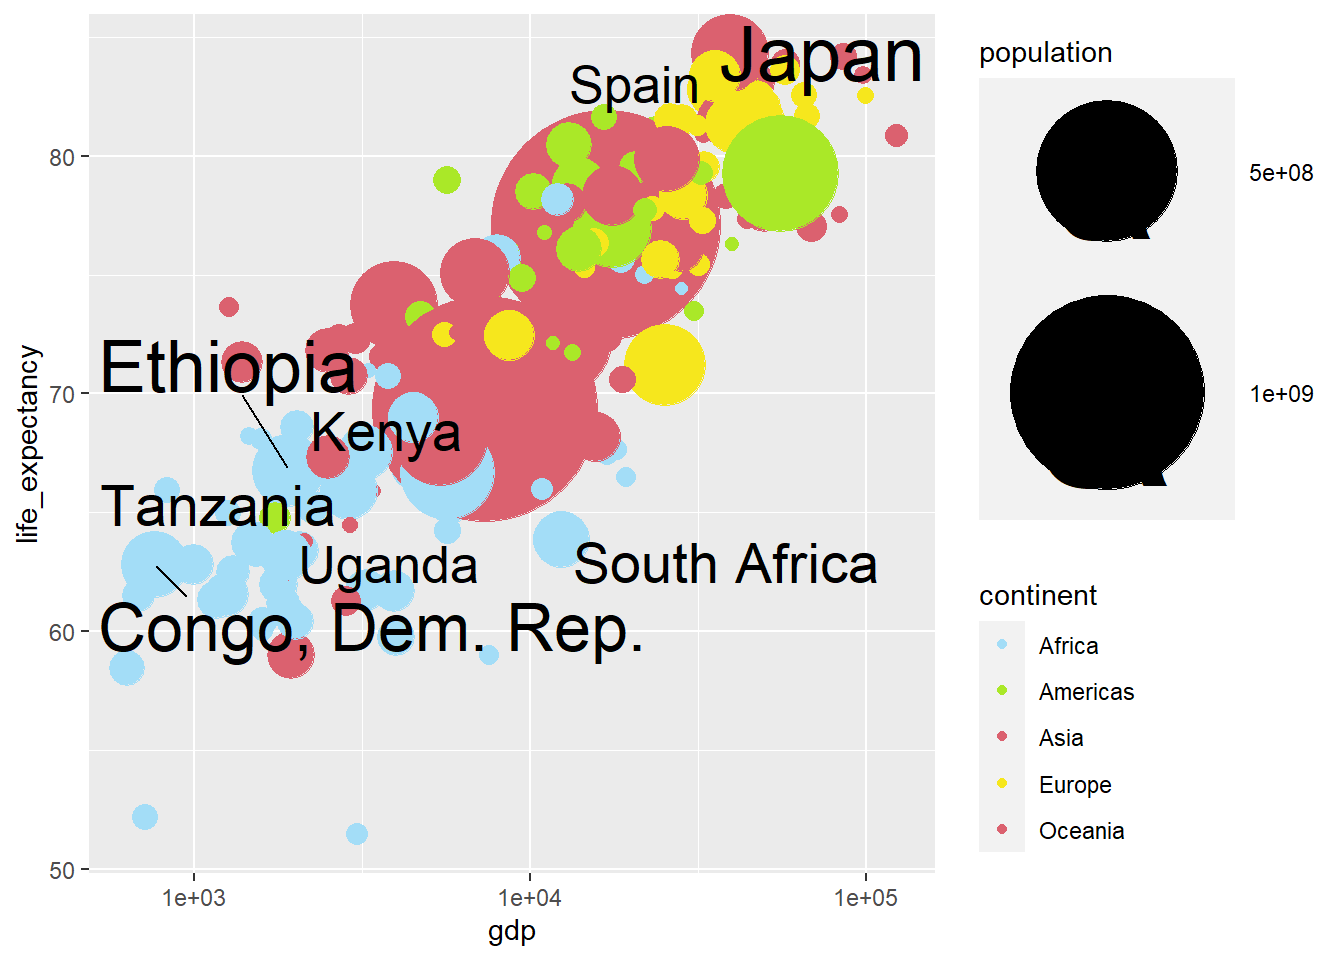 Japan
Spain
80
Ethiopia
70
Kenya
Tanzania
Uganda
South Africa
Congo, Dem. Rep.
60
50
1e+03
1e+04
1e+05
gdp
life_expectancy
population
5e+08
1e+09
continent
Africa
Americas
Asia
Europe
Oceania